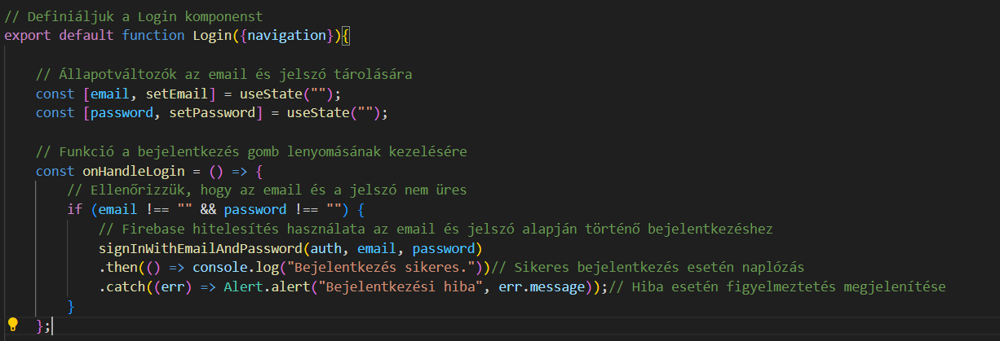 // Definiáljuk a Login komponenst
export default function Login({navigation}){
// Állapotváltozók az email és jelszó tárolására
const [email, setEmail] = useState("");
const [password, setPassword] = useState("");
// Funkció a bejelentkezés gomb lenyomásának kezelésére
const onHandleLogin = () => {
// Ellenőrizzük, hogy az email és a jelszó nem üres
if (email !== "" && password !== "") {
// Firebase hitelesítés használata az email és jelszó alapján történő bejelentkezéshez
signInWithEmailAndPassword(auth, email, password)
.then(() => console.log("Bejelentkezés sikeres."))// Sikeres bejelentkezés esetén naplózás
.catch((err) => Alert.alert("Bejelentkezési hiba", err.message));// Hiba esetén figyelmeztetés megjelenítése
}
};